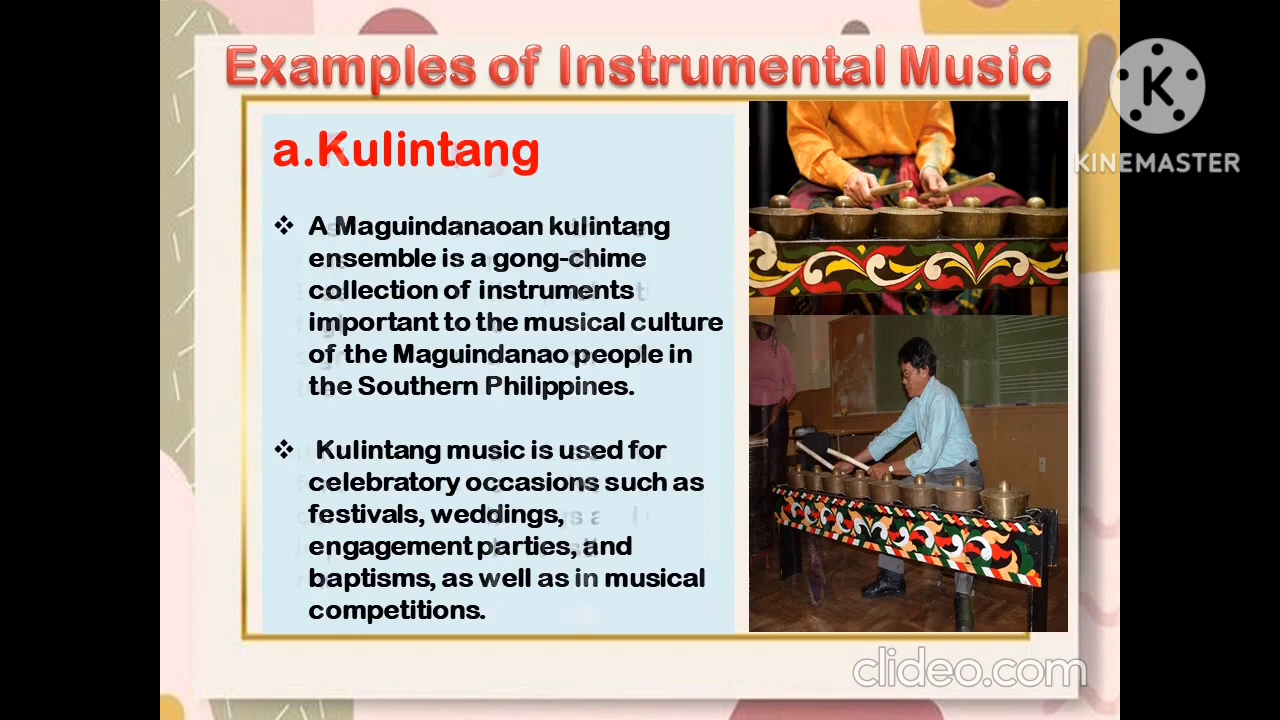 Examples of Instrumental Music
K
KINEMASTER
a.Kulintang
❖ A Maguindanaoan kulintang
ensemble is a gong-chime
collection of instruments
important to the musical culture
of the Maguindanao people in
the Southern Philippines.
❖ Kulintang music is used for
celebratory occasions such as
festivals, weddings,
engagement parties, and
baptisms, as well as in musical
competitions.
clideo.com